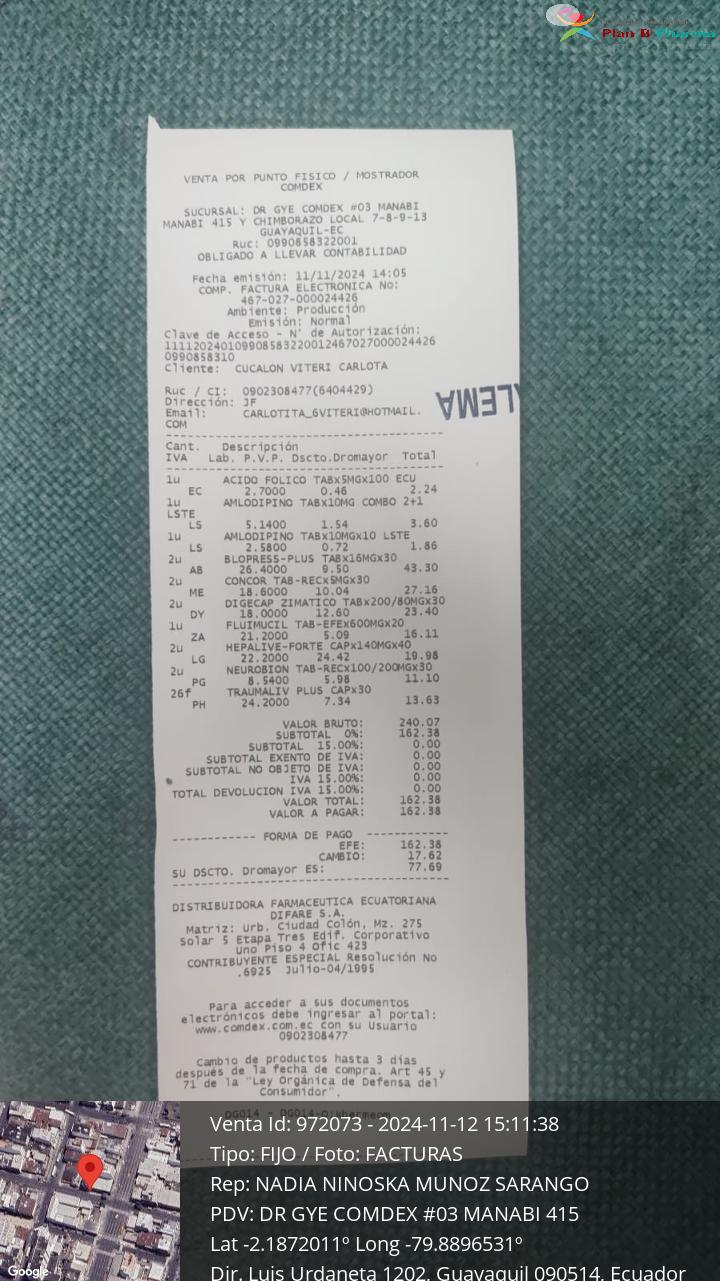 Plan B Pharma
VENTA POR PUNTO FISICO / MOSTRADOR
COMDEX
SUCURSAL: DR GYE COMDEX #03 MANABI
MANABI 415 Y CHIMBORAZO LOCAL 7-8-9-13
GUAYAQUIL-EC
Ruc: 0990858322001
OBLIGADO A LLEVAR CONTABILIDAD
Fecha emisión: 11/11/2024 14:05
COMP. FACTURA ELECTRONICA No:
467-027-000024426
Ambiente: Producción
Emisión: Normal
Clave de Acceso - N° de Autorización:
111120240109908583220012467027000024426
0990858310
Cliente: CUCALON VITERI CARLOTA
Ruc / CI: 0902308477(6404429)
Dirección: JF
Email: CARLOTITA_GVITERI@HOTMAIL.
COM
LEMA
Cant. Descripción
IVA Lab. P.V.P. Dscto.Dromayor Total
1u ACIDO FOLICO TABx5MGx100 ECU
EC 2.7000 0.46 2.24
1u AMLODIPINO TABx10MG COMBO 2+1
LSTE
LS 5.1400 1.54 3.60
1u AMLODIPINO TABx10MGx10 LSTE
LS 2.5800 0.72 1.86
2u BLOPRESS-PLUS TABx16MGx30
AB 26.4000 9.50 43.30
2u CONCOR TAB-RECx5MGx30
ME 18.6000 10.04 27.16
2u DIGECAP ZIMATICO TABx200/80MGx30
DY 18.0000 12.60 23.40
1u FLUIMUCIL TAB-EFEx600MGx20
ZA 21.2000 5.09 16.11
2u HEPALIVE-FORTE CAPx140MGx40
LG 22.2000 24.42 19.98
2u NEUROBION TAB-RECx100/200MGx30
PG 8.5400 5.98 11.10
26f TRAUMALIV PLUS CAPx30
PH 24.2000 7.34 13.63
VALOR BRUTO: 240.07
SUBTOTAL 0%: 162.38
SUBTOTAL 15.00%: 0.00
SUBTOTAL EXENTO DE IVA: 0.00
SUBTOTAL NO OBJETO DE IVA: 0.00
IVA 15.00%: 0.00
TOTAL DEVOLUCION IVA 15.00%: 0.00
VALOR TOTAL: 162.38
VALOR A PAGAR: 162.38
------------ FORMA DE PAGO ------------
EFE: 162.38
CAMBIO: 17.62
SU DSCTO. Dromayor ES: 77.69
DISTRIBUIDORA FARMACEUTICA ECUATORIANA
DIFARE S.A.
Matriz: Urb. Ciudad Colón, Mz. 275
Solar 5 Etapa Tres Edif. Corporativo
Uno Piso 4 Ofic 423
CONTRIBUYENTE ESPECIAL Resolución No
.6925 Julio-04/1995
Para acceder a sus documentos
electrónicos debe ingresar al portal:
www.comdex.com.ec con su Usuario
0902308477
Cambio de productos hasta 3 días
después de la fecha de compra. Art 45 y
71 de la "Ley Orgánica de Defensa del
Consumidor".
DG014 - DG014-
Venta Id: 972073 - 2024-11-12 15:11:38
Tipo: FIJO / Foto: FACTURAS
Rep: NADIA NINOSKA MUNOZ SARANGO
PDV: DR GYE COMDEX #03 MANABI 415
Lat -2.1872011º Long -79.8896531º
Dir. Luis Urdaneta 1202, Guayaquil 090514, Ecuador
Google